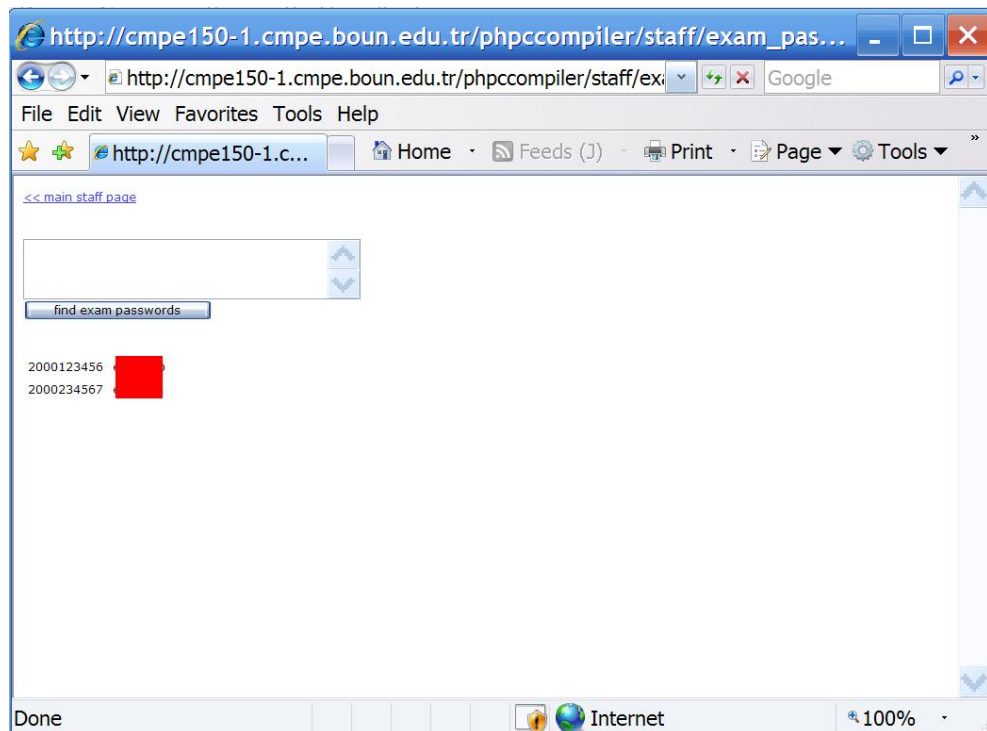 http://cmpe150-1.cmpe.boun.edu.tr/phpccompiler/staff/exam_pas...
http://cmpe150-1.cmpe.boun.edu.tr/phpccompiler/staff/exa Google
File Edit View Favorites Tools Help
http://cmpe150-1.c... Home Feeds (J) Print Page Tools »
<< main staff page
find exam passwords
2000123456
2000234567
Done Internet 100%